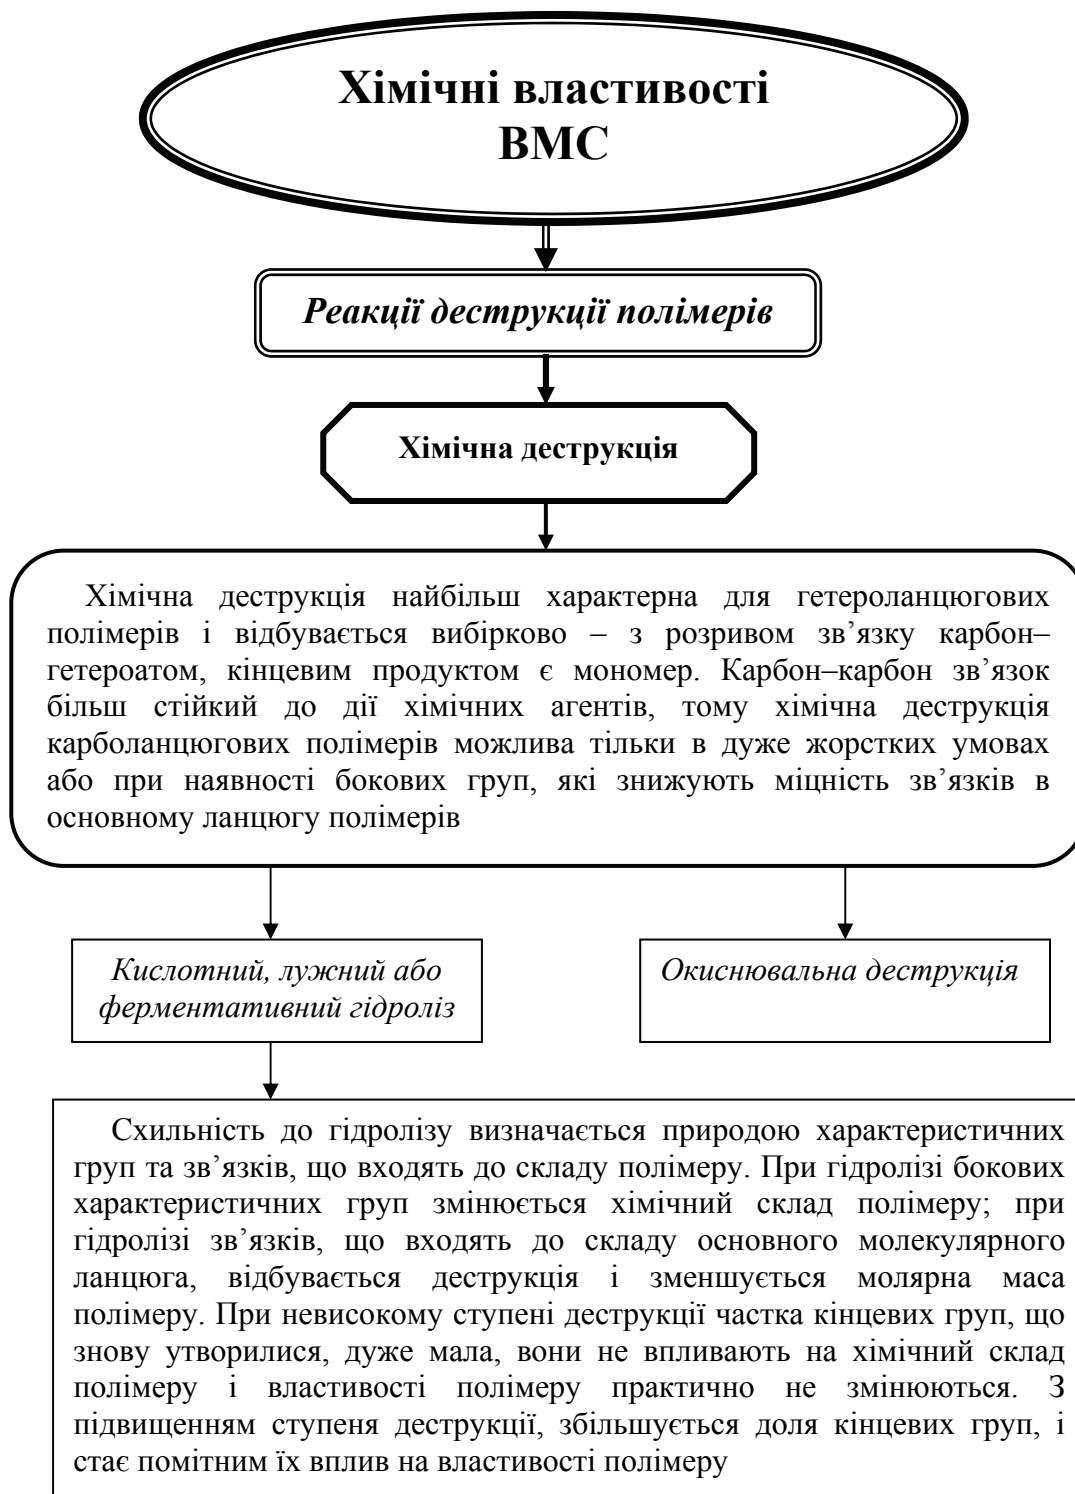 Хімічні властивості
ВМС
Реакції деструкції полімерів
Хімічна деструкція
Хімічна деструкція найбільш характерна для гетероланцюгових
полімерів і відбувається вибірково – з розривом зв’язку карбон–
гетероатом, кінцевим продуктом є мономер. Карбон–карбон зв’язок
більш стійкий до дії хімічних агентів, тому хімічна деструкція
карболанцюгових полімерів можлива тільки в дуже жорстких умовах
або при наявності бокових груп, які знижують міцність зв’язків в
основному ланцюгу полімерів
Кислотний, лужний або
ферментативний гідроліз
Окиснювальна деструкція
Схильність до гідролізу визначається природою характеристичних
груп та зв’язків, що входять до складу полімеру. При гідролізі бокових
характеристичних груп змінюється хімічний склад полімеру; при
гідролізі зв’язків, що входять до складу основного молекулярного
ланцюга, відбувається деструкція і зменшується молярна маса
полімеру. При невисокому ступені деструкції частка кінцевих груп, що
знову утворилися, дуже мала, вони не впливають на хімічний склад
полімеру і властивості полімеру практично не змінюються. З
підвищенням ступеня деструкції, збільшується доля кінцевих груп, і
стає помітним їх вплив на властивості полімеру